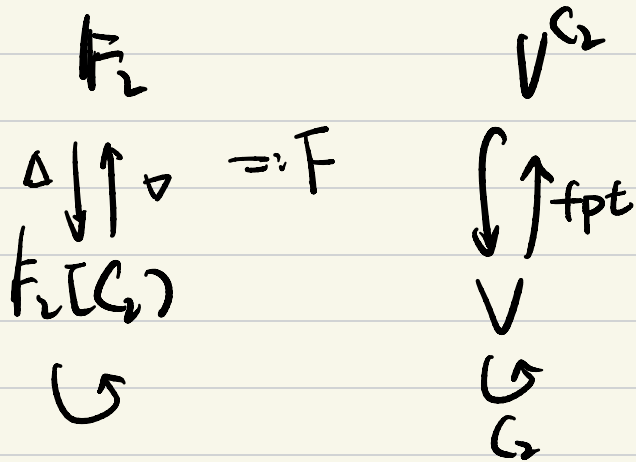 𝔽₂ V^{C₂}
Δ ↓ ↑ ∇ =: F ↓ ↑ fpt
𝔽₂[C₂] V
↺ ↺
C₂